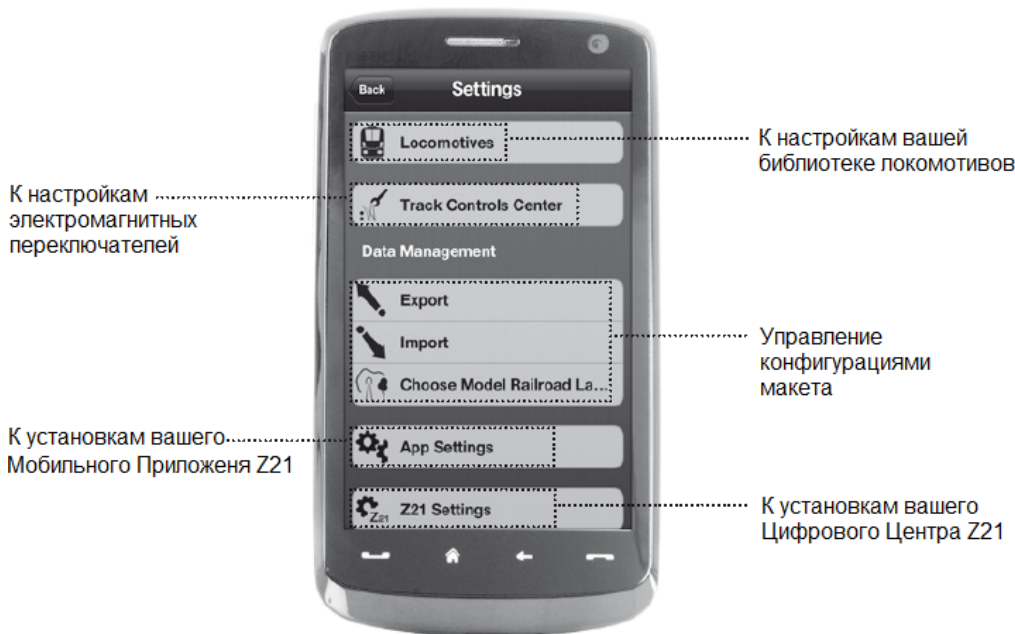 Back
Settings
Locomotives
К настройкам вашей
библиотеке локомотивов
К настройкам
электромагнитных
переключателей
Track Controls Center
Data Management
Export
Import
Choose Model Railroad La...
Управление
конфигурациями
макета
К установкам вашего
Мобильного Приложеня Z21
App Settings
Z21 Settings
Z21
К установкам вашего
Цифрового Центра Z21